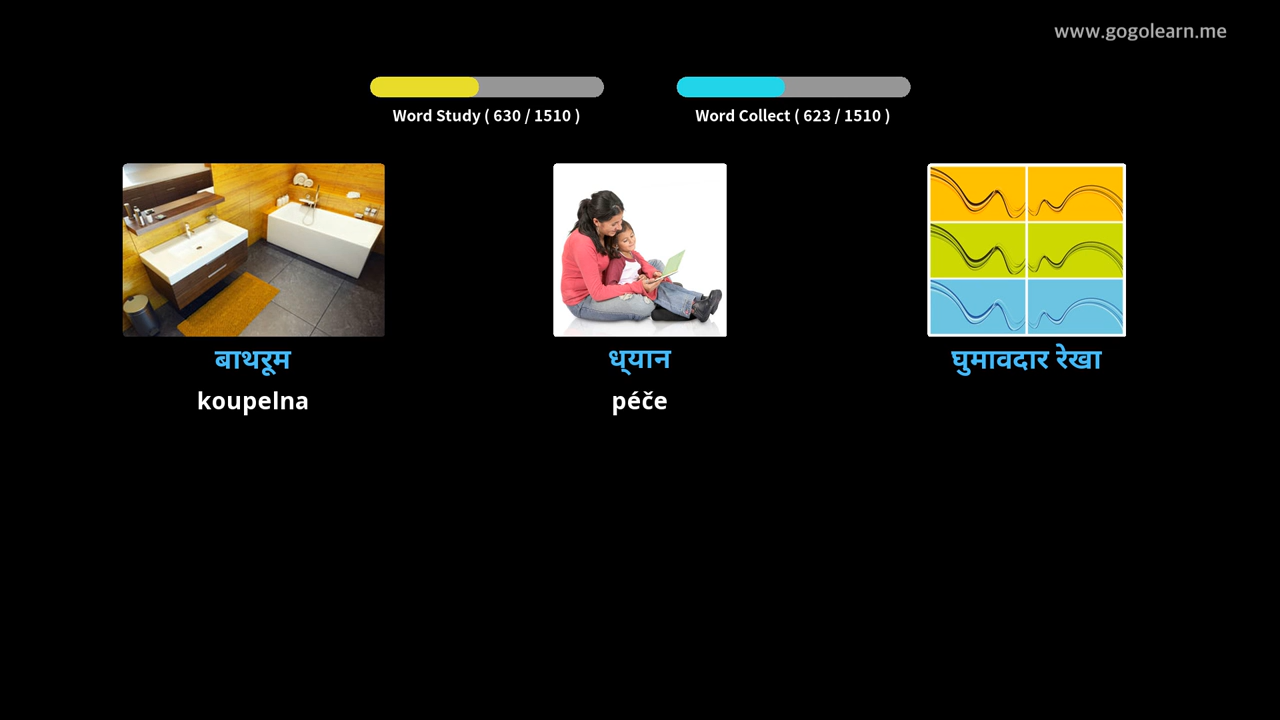 www.gogolearn.me
Word Study ( 630 / 1510 )
Word Collect ( 623 / 1510 )
बाथरूम
ध्यान
घुमावदार रेखा
koupelna
péče